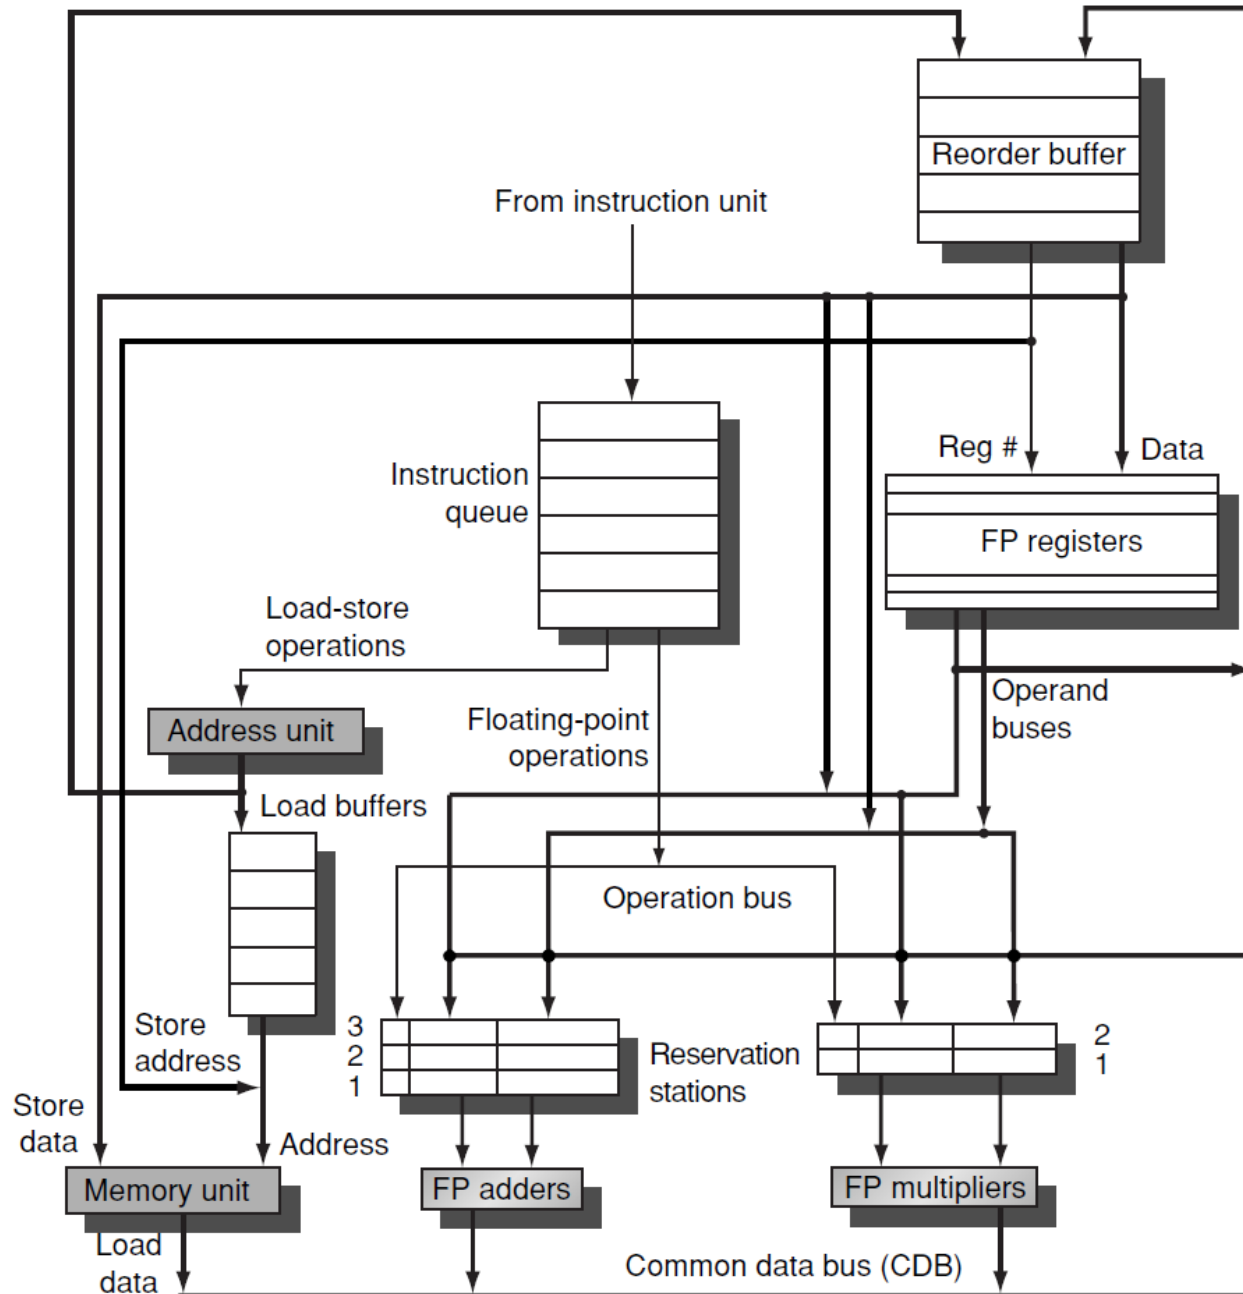 Reorder buffer
From instruction unit
Reg #
Data
Instruction
queue
FP registers
Load-store
operations
Operand
buses
Address unit
Floating-point
operations
Load buffers
Operation bus
Store
address
3
2
1
Reservation
stations
2
1
Store
data
Address
Memory unit
FP adders
FP multipliers
Load
data
Common data bus (CDB)